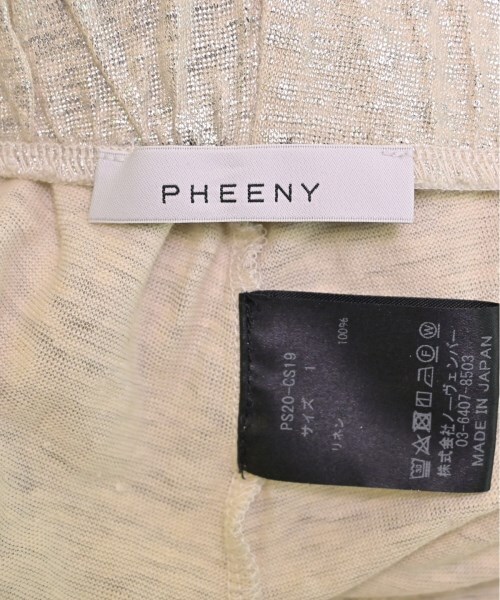 PHEENY
PS20-CS19
サイズ 1
リネン 100%
株式会社ノーヴェンバー
03-6407-8503
MADE IN JAPAN